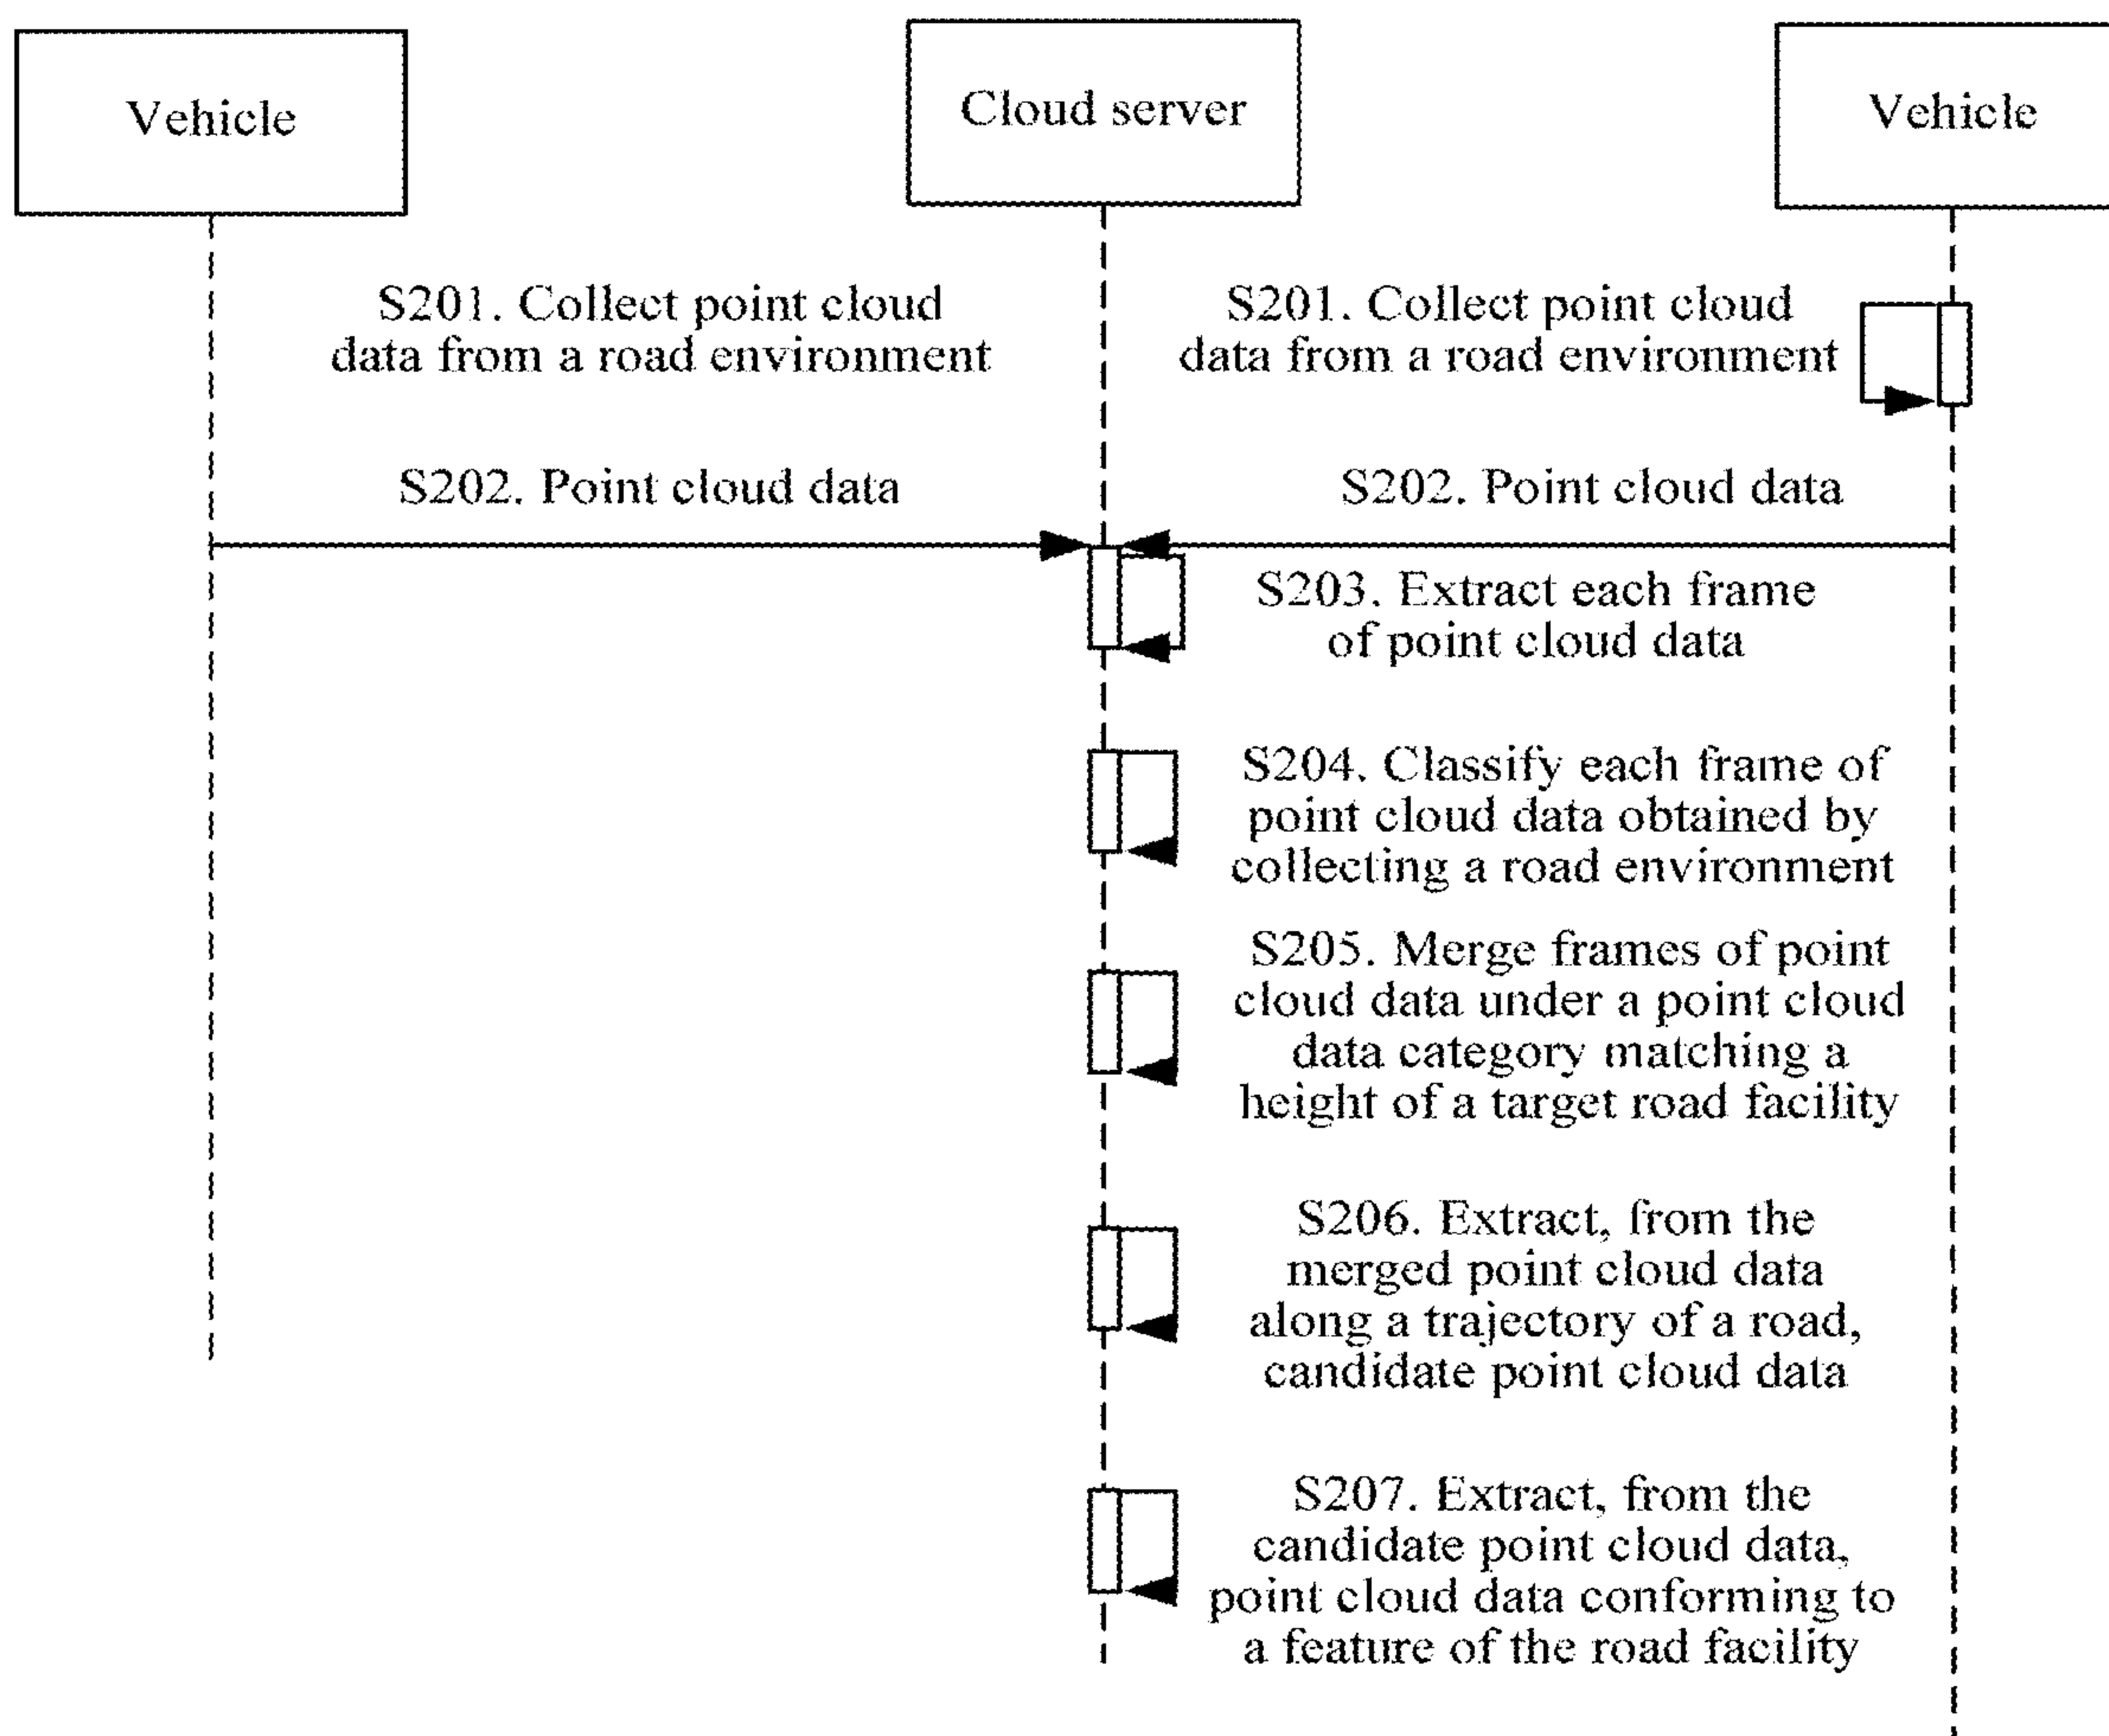 Vehicle
Cloud server
Vehicle
S201. Collect point cloud
data from a road environment
S201. Collect point cloud
data from a road environment
S202. Point cloud data
S202. Point cloud data
S203. Extract each frame
of point cloud data
S204. Classify each frame of
point cloud data obtained by
collecting a road environment
S205. Merge frames of point
cloud data under a point cloud
data category matching a
height of a target road facility
S206. Extract, from the
merged point cloud data
along a trajectory of a road,
candidate point cloud data
S207. Extract, from the
candidate point cloud data,
point cloud data conforming to
a feature of the road facility